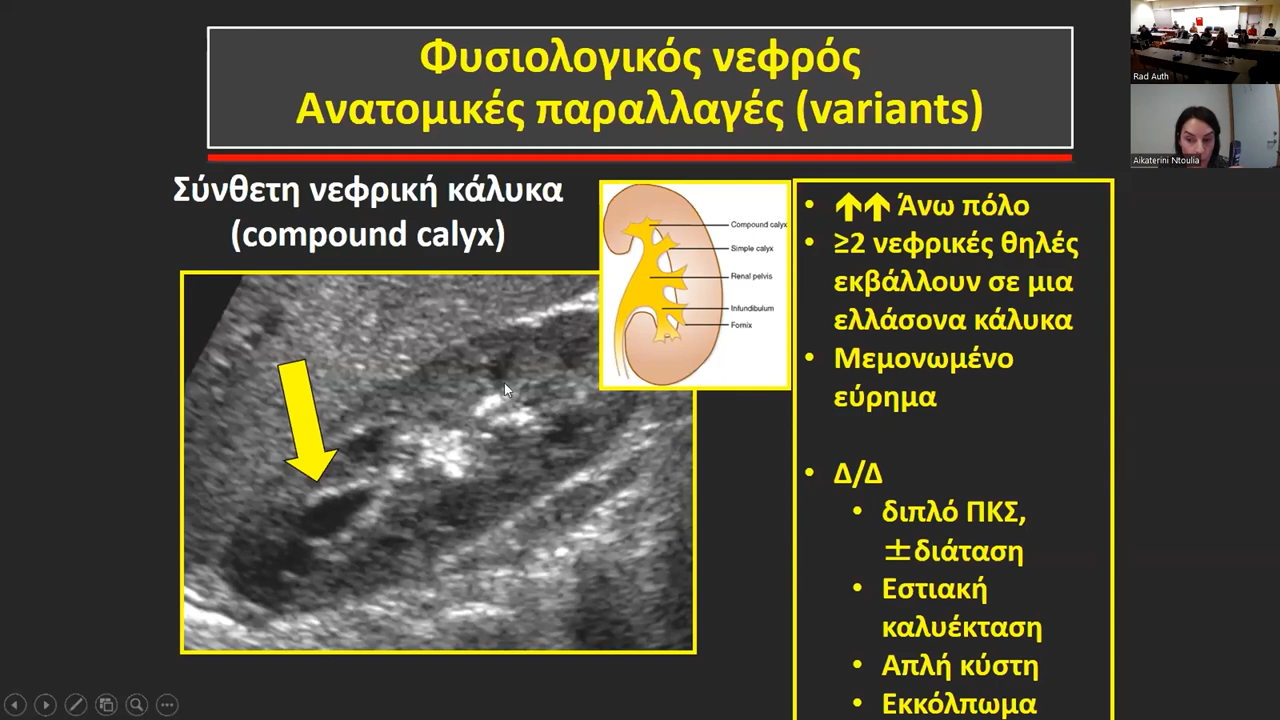 Φυσιολογικός νεφρός
Ανατομικές παραλλαγές (variants)
Σύνθετη νεφρική κάλυκα
(compound calyx)
Compound calyx
Simple calyx
Renal pelvis
Infundibulum
Fornix
• ⬆⬆ Άνω πόλο
• ≥2 νεφρικές θηλές
εκβάλλουν σε μια
ελλάσονα κάλυκα
• Μεμονωμένο
εύρημα
• Δ/Δ
• διπλό ΠΚΣ,
±διάταση
• Εστιακή
καλυέκταση
• Απλή κύστη
• Εκκόλπωμα
Rad Auth
Aikaterini Ntoulia